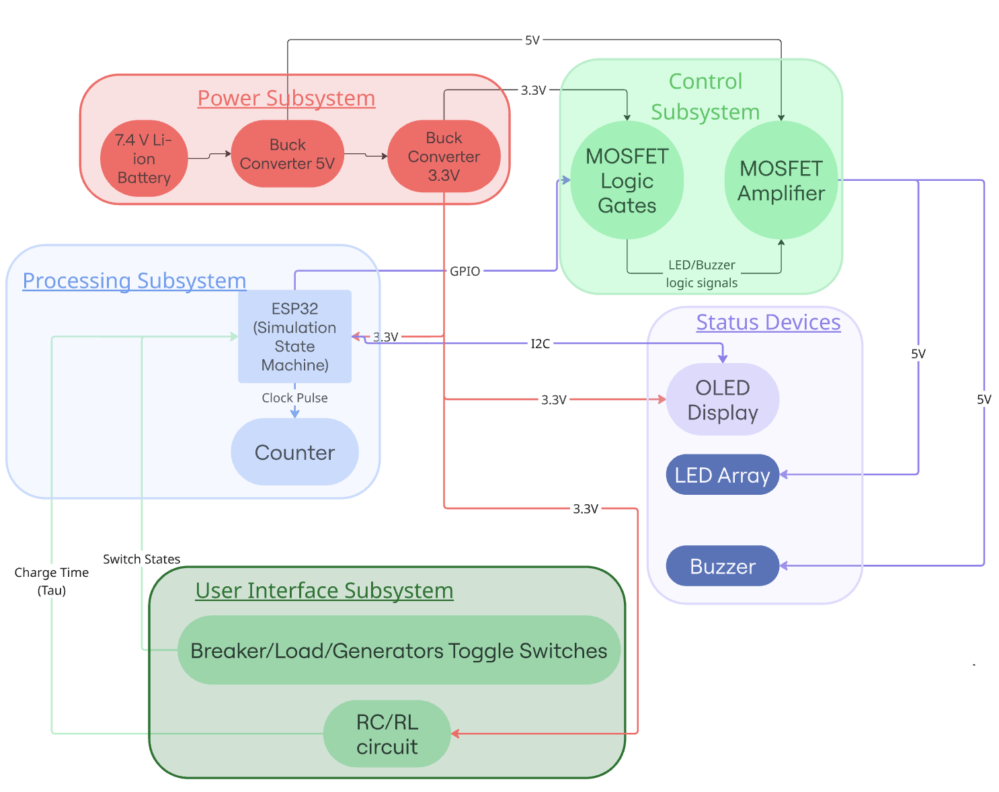 5V
Power Subsystem
3.3V
Control
Subsystem
7.4 V Li-
ion
Battery
Buck
Converter 5V
Buck
Converter
3.3V
MOSFET
Logic
Gates
MOSFET
Amplifier
LED/Buzzer
logic signals
GPIO
Processing Subsystem
ESP32
(Simulation
State
Machine)
3.3V
I2C
Status Devices
5V
Clock Pulse
Counter
3.3V
OLED
Display
5V
LED Array
3.3V
Buzzer
Switch States
Charge Time
(Tau)
User Interface Subsystem
Breaker/Load/Generators Toggle Switches
RC/RL
circuit